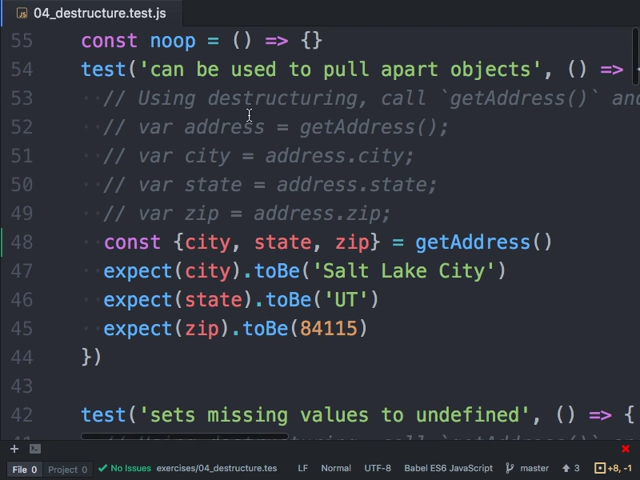 04_destructure.test.js
55 const noop = () => {}
54 test('can be used to pull apart objects', () =>
53 // Using destructuring, call `getAddress()` and
52 // var address = getAddress();
51 // var city = address.city;
50 // var state = address.state;
49 // var zip = address.zip;
48 const {city, state, zip} = getAddress()
47 expect(city).toBe('Salt Lake City')
46 expect(state).toBe('UT')
45 expect(zip).toBe(84115)
44 })
43
42 test('sets missing values to undefined', () => {
File 0 Project 0 No Issues exercises/04_destructure.tes LF Normal UTF-8 Babel ES6 JavaScript master 3 +8, -1